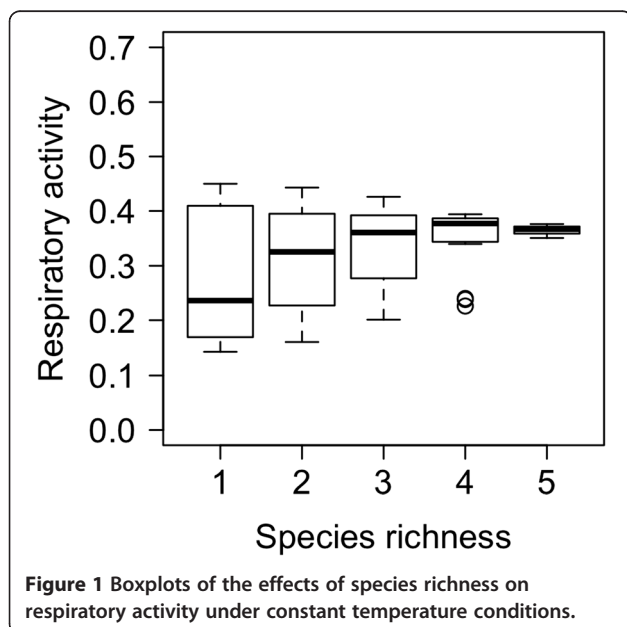 0.7
0.6
0.5
0.4
0.3
0.2
0.1
0.0
Respiratory activity
1 2 3 4 5
Species richness
Figure 1 Boxplots of the effects of species richness on
respiratory activity under constant temperature conditions.